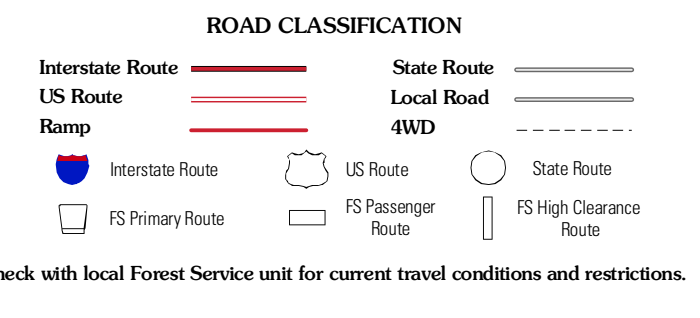 ROAD CLASSIFICATION
Interstate Route
State Route
US Route
Local Road
Ramp
4WD
Interstate Route
US Route
State Route
FS Primary Route
FS Passenger
Route
FS High Clearance
Route
with local Forest Service unit for current travel conditions and restrictions.